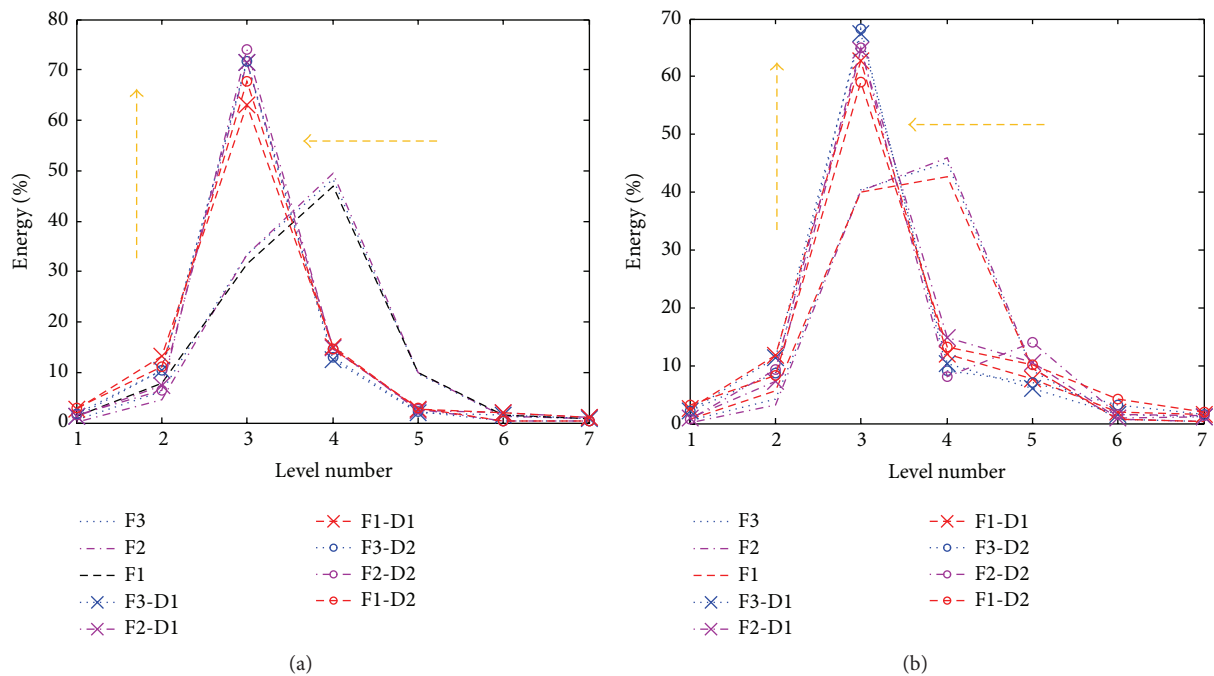 80
70
60
50
40
30
20
10
0
Energy (%)
1 2 3 4 5 6 7
Level number
F3
F2
F1
F3-D1
F2-D1
F1-D1
F3-D2
F2-D2
F1-D2
(a)
70
60
50
40
30
20
10
0
Energy (%)
1 2 3 4 5 6 7
Level number
F3
F2
F1
F3-D1
F2-D1
F1-D1
F3-D2
F2-D2
F1-D2
(b)